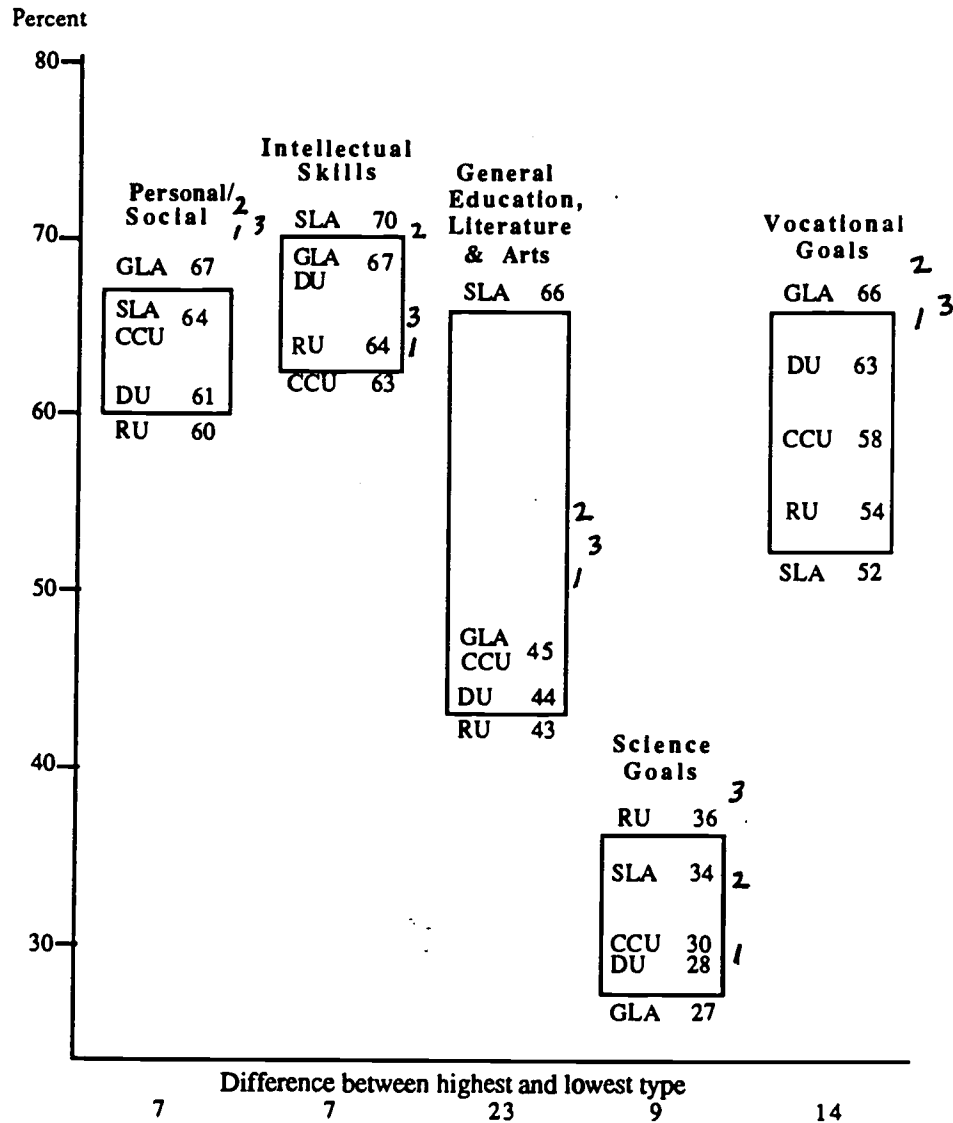 Percent
80
70
60
50
40
30
Personal/
Social
2
1 3
GLA 67
SLA 64
CCU
DU 61
RU 60
Intellectual
Skills
SLA 70 2
GLA 67
DU
3
RU 64 1
CCU 63
General
Education,
Literature
& Arts
SLA 66
2
3
1
GLA 45
CCU
DU 44
RU 43
Science
Goals
3
RU 36
SLA 34 2
CCU 30 1
DU 28
GLA 27
Vocational
Goals
2
GLA 66 3
1
DU 63
CCU 58
RU 54
SLA 52
Difference between highest and lowest type
7 7 23 9 14